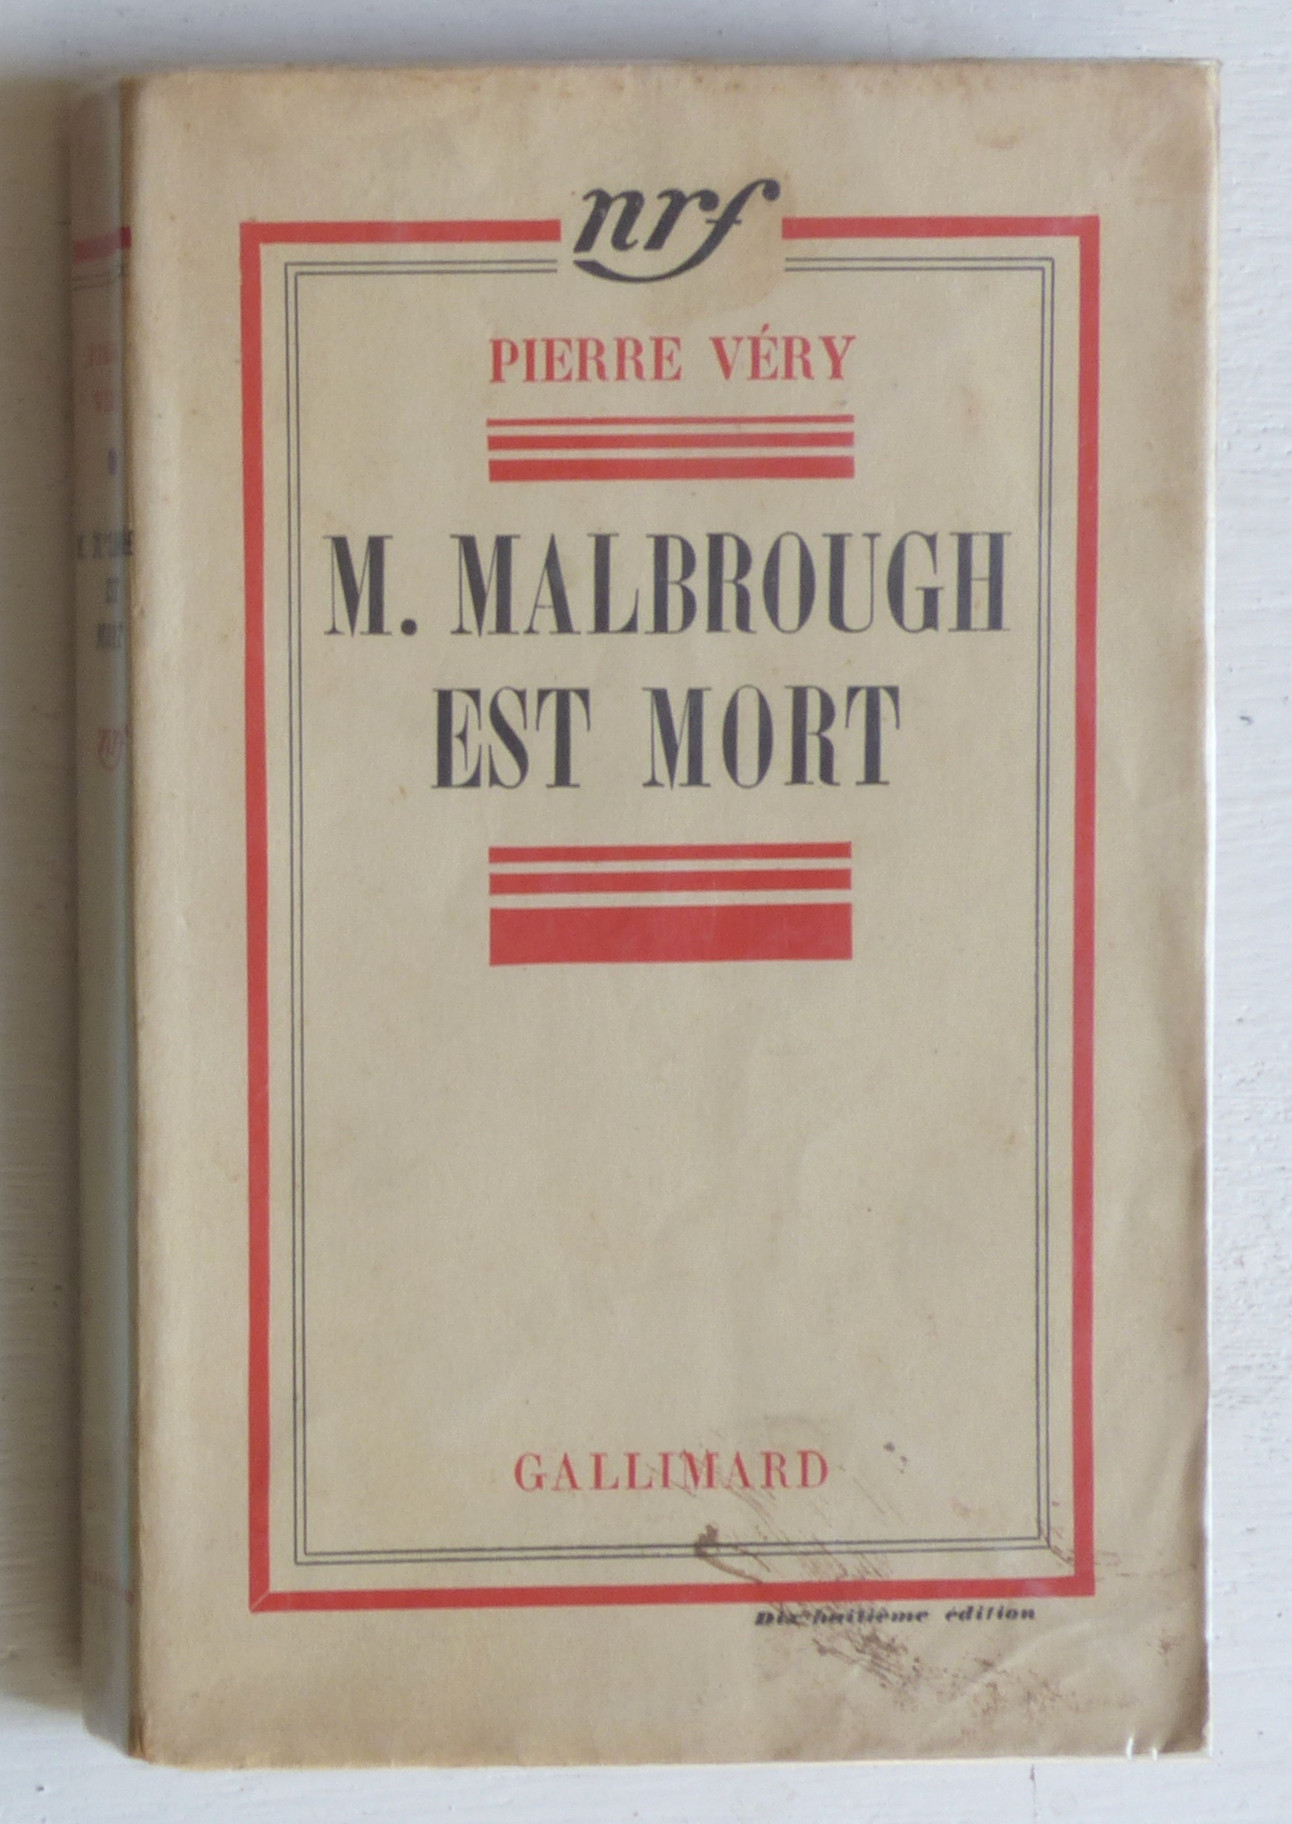 nrf
PIERRE VÉRY
M. MALBROUGH
EST MORT
GALLIMARD
Dix-huitième édition